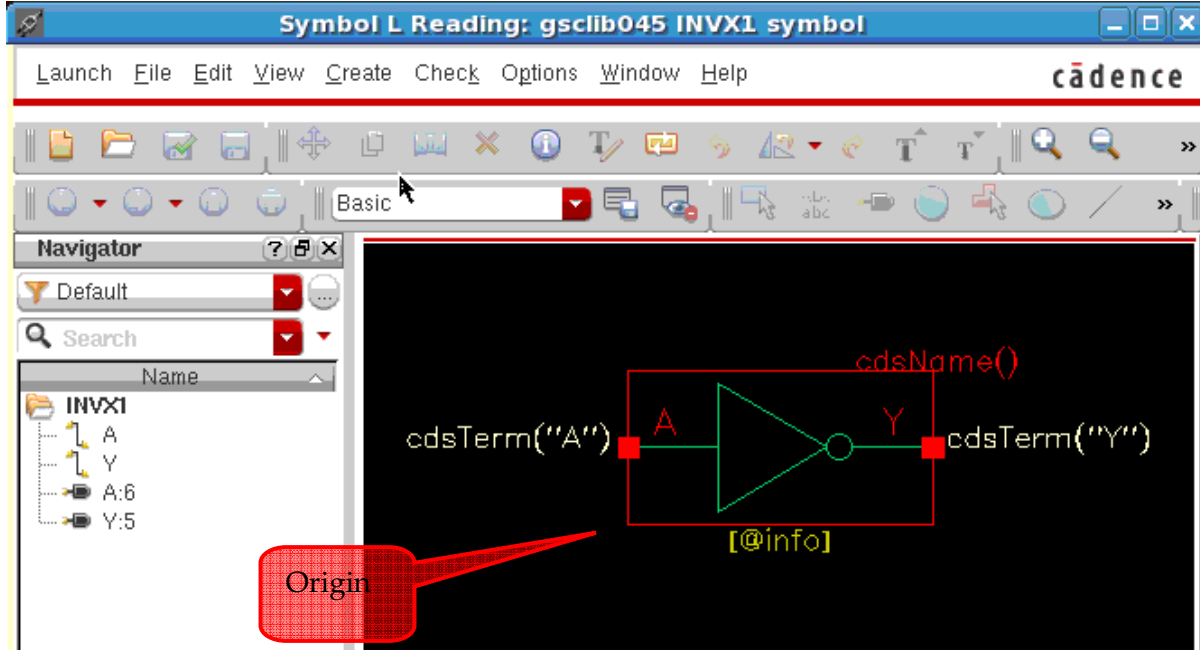 Symbol L Reading: gsclib045 INVX1 symbol
Launch File Edit View Create Check Options Window Help
cādence
Basic
abc
Navigator
Default
Search
Name
INVX1
A
Y
A:6
Y:5
cdsName()
A
Y
cdsTerm("A")
cdsTerm("Y")
[@info]
Origin